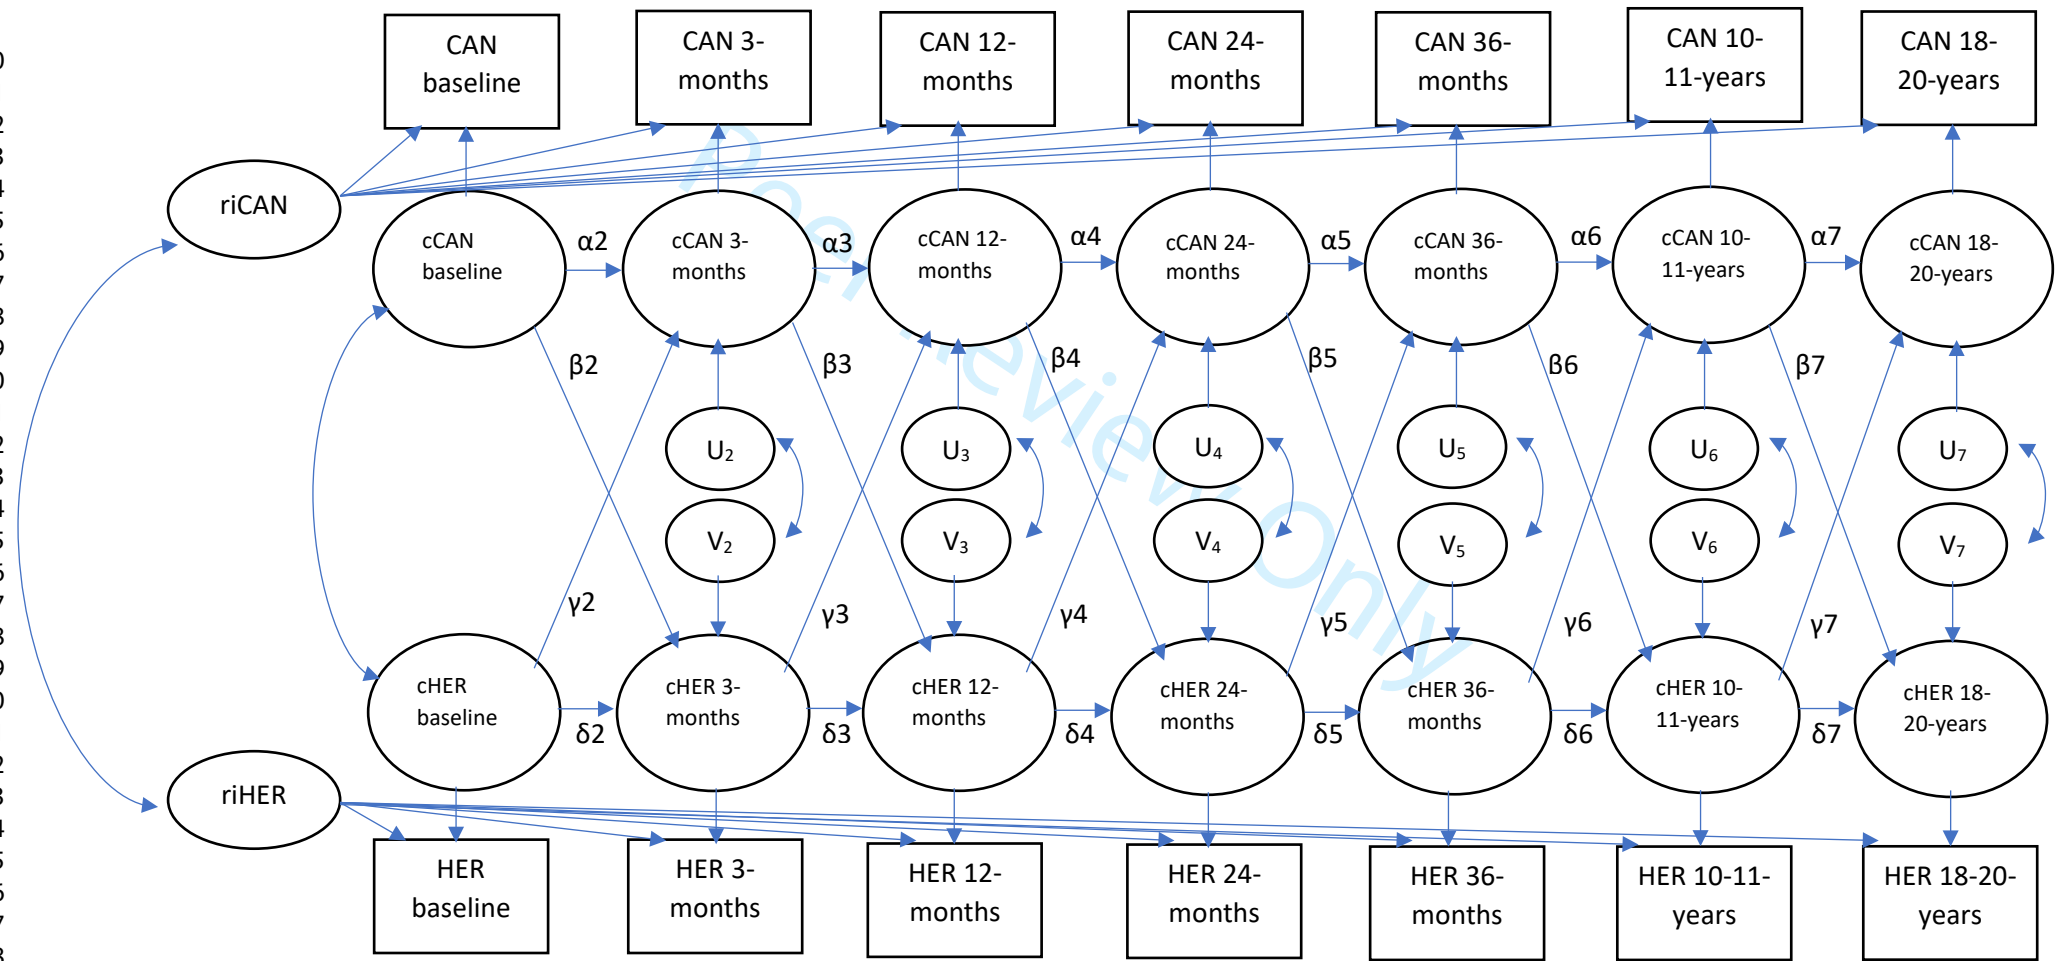 CAN
baseline
CAN 3-
months
CAN 12-
months
CAN 24-
months
CAN 36-
months
CAN 10-
11-years
CAN 18-
20-years
riCAN
cCAN
baseline
α2
cCAN 3-
months
α3
cCAN 12-
months
α4
cCAN 24-
months
α5
cCAN 36-
months
α6
cCAN 10-
11-years
α7
cCAN 18-
20-years
β2
β3
β4
β5
ß6
β7
U2
U3
U4
U5
U6
U7
V2
V3
V4
V5
V6
V7
γ2
γ3
γ4
γ5
γ6
γ7
cHER
baseline
δ2
cHER 3-
months
δ3
cHER 12-
months
δ4
cHER 24-
months
δ5
cHER 36-
months
δ6
cHER 10-
11-years
δ7
cHER 18-
20-years
riHER
HER
baseline
HER 3-
months
HER 12-
months
HER 24-
months
HER 36-
months
HER 10-11-
years
HER 18-20-
years
Peer Review Only